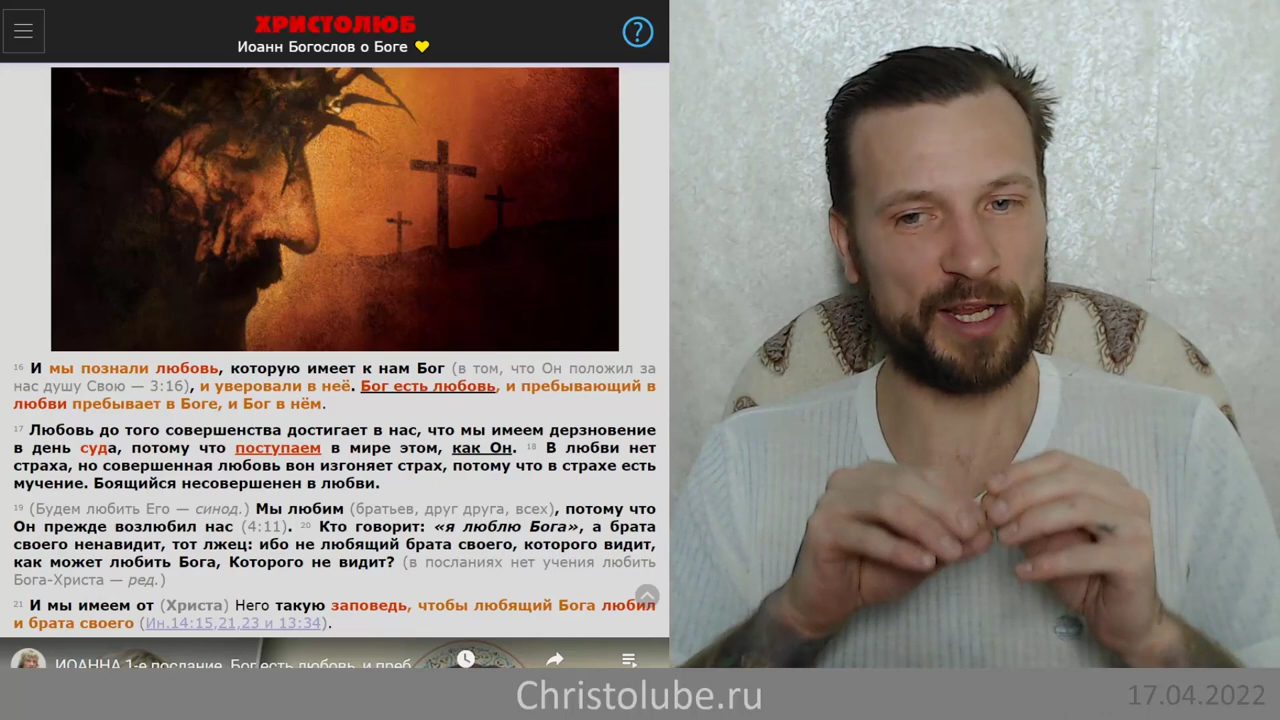 ХРИСТОЛЮБ
Иоанн Богослов о Боге 💛
?
16 И мы познали любовь, которую имеет к нам Бог (в том, что Он положил за
нас душу Свою — 3:16), и уверовали в неё. Бог есть любовь, и пребывающий в
любви пребывает в Боге, и Бог в нём.
17 Любовь до того совершенства достигает в нас, что мы имеем дерзновение
в день суда, потому что поступаем в мире этом, как Он. 18 В любви нет
страха, но совершенная любовь вон изгоняет страх, потому что в страхе есть
мучение. Боящийся несовершенен в любви.
19 (Будем любить Его — синод.) Мы любим (братьев, друг друга, всех), потому что
Он прежде возлюбил нас (4:11). 20 Кто говорит: «я люблю Бога», а брата
своего ненавидит, тот лжец: ибо не любящий брата своего, которого видит,
как может любить Бога, Которого не видит? (в посланиях нет учения любить
Бога-Христа — ред.)
21 И мы имеем от (Христа) Него такую заповедь, чтобы любящий Бога любил
и брата своего (Ин.14:15,21,23 и 13:34).
ИОАННА 1-е послание. Бог есть любовь, и преб
Christolube.ru
17.04.2022